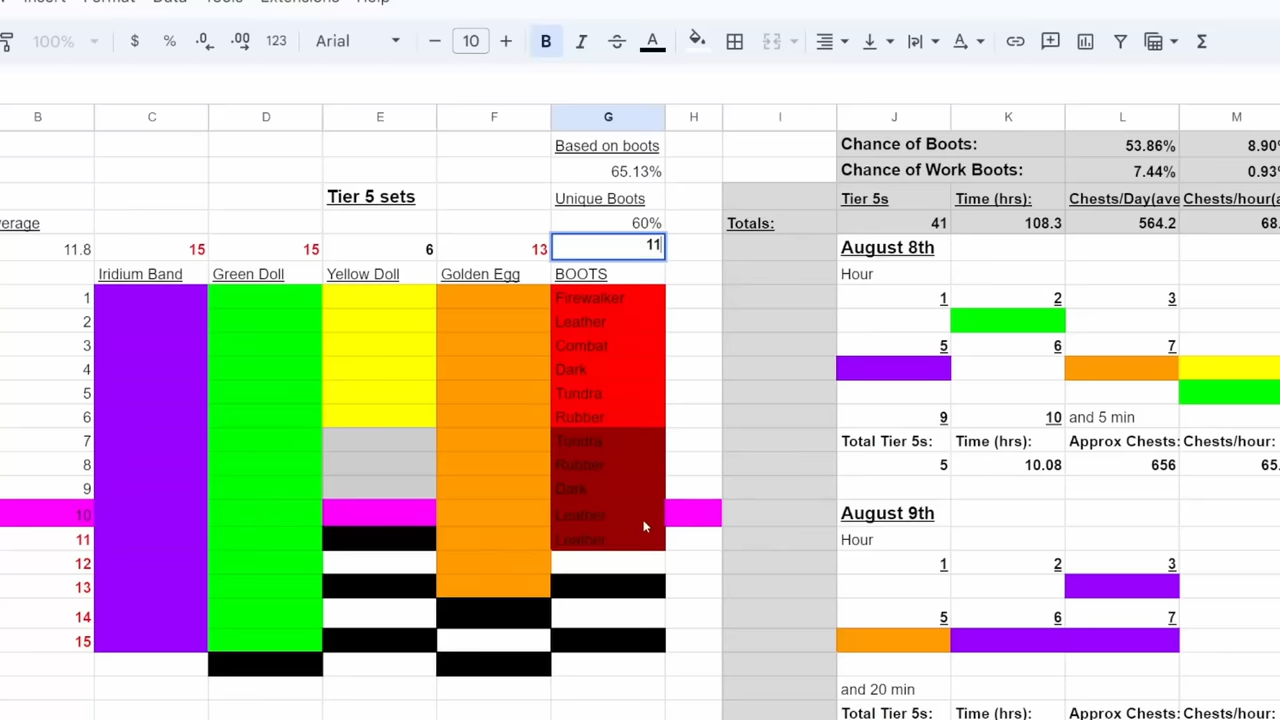 Insert Format Data Tools Extensions Help
100% $ % .0 .00 123 Arial − 10 + B I A Σ
B C D E F G H I J K L M
Based on boots Chance of Boots: 53.86% 8.90%
65.13% Chance of Work Boots: 7.44% 0.93%
Tier 5 sets Unique Boots Tier 5s Time (hrs): Chests/Day(ave Chests/hour(a
verage 60% Totals: 41 108.3 564.2 68.
11.8 15 15 6 13 11 August 8th
Iridium Band Green Doll Yellow Doll Golden Egg BOOTS Hour
1 Firewalker 1 2 3
2 Leather
3 Combat 5 6 7
4 Dark
5 Tundra
6 Rubber 9 10 and 5 min
7 Tundra Total Tier 5s: Time (hrs): Approx Chests: Chests/hour:
8 Rubber 5 10.08 656 65.
9 Dark
10 Leather August 9th
11 Leather Hour
12 1 2 3
13
14 5 6 7
15
and 20 min
Total Tier 5s: Time (hrs): Approx Chests: Chests/hour: